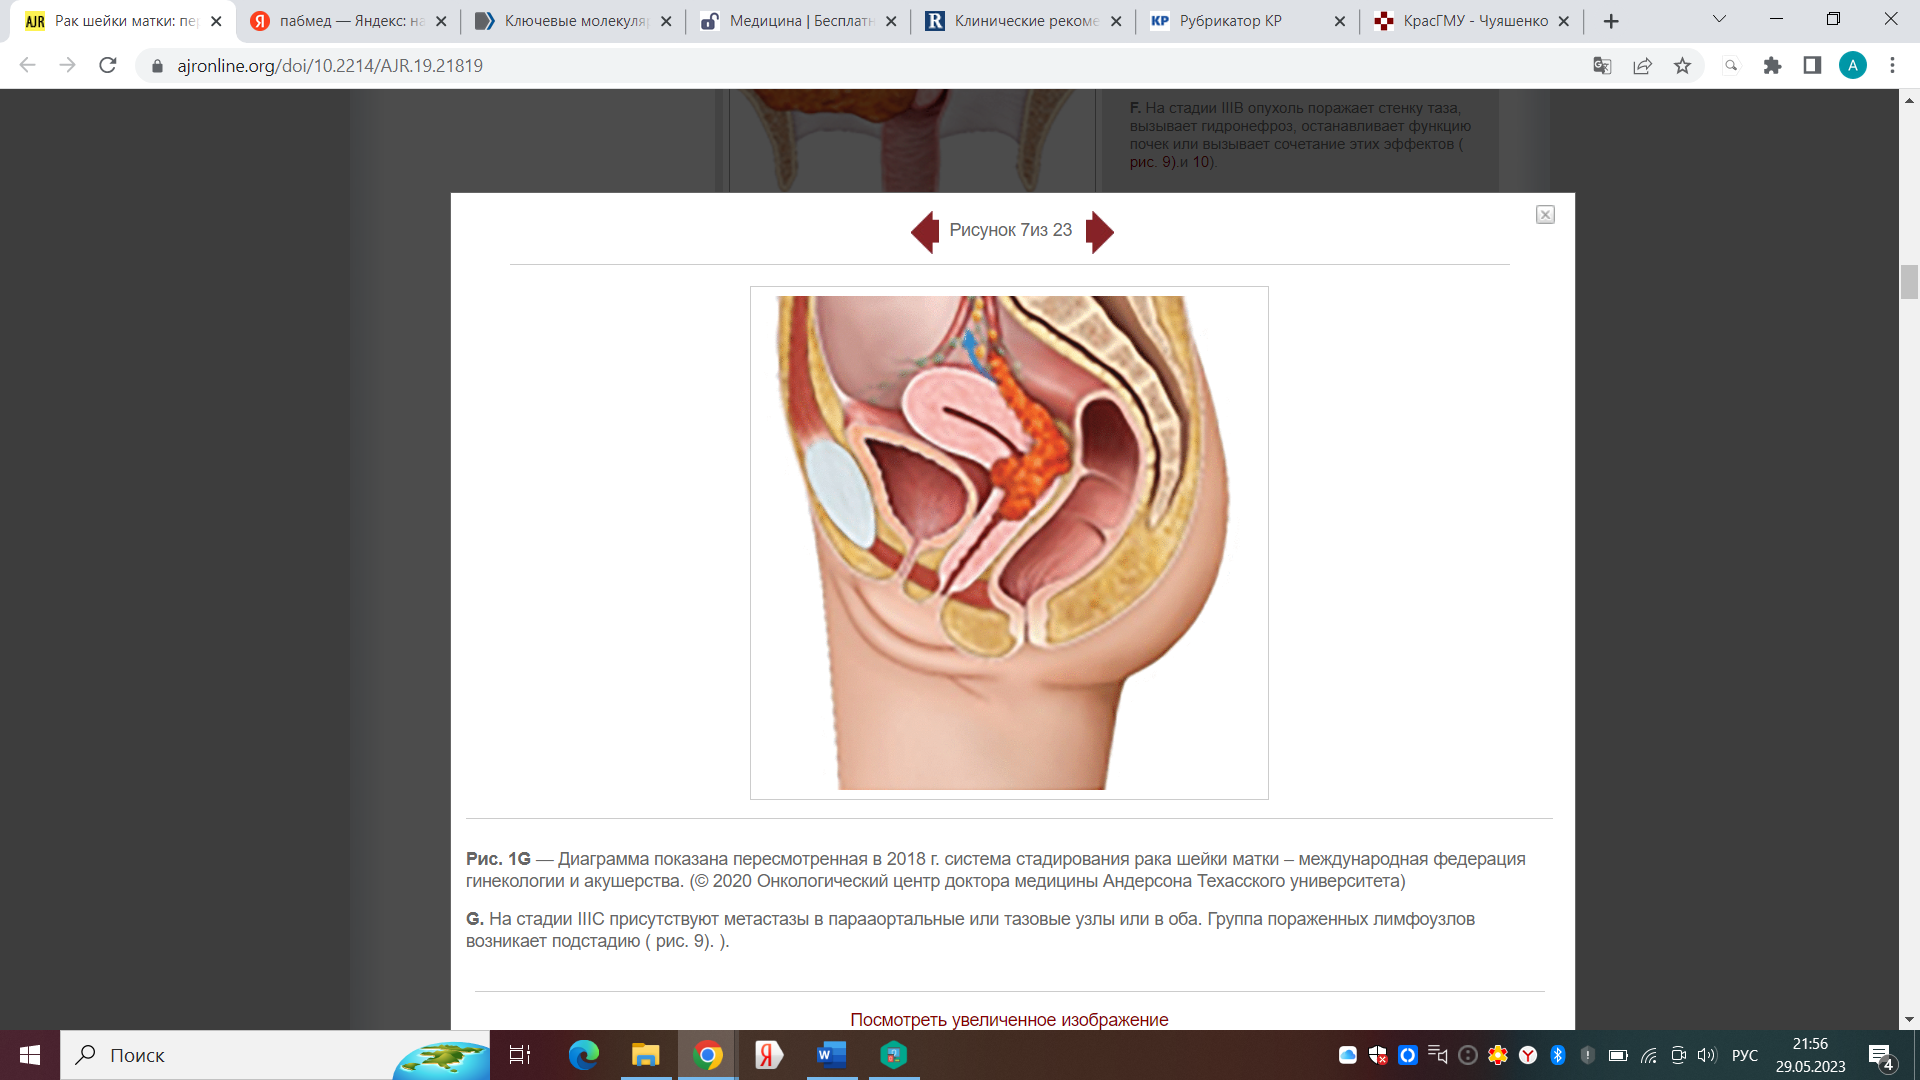 AJR Рак шейки матки: пе
Я пабмед — Яндекс: на
Ключевые молекуля
Медицина | Бесплатн
R Клинические рекоме
КР Рубрикатор КР
КрасГМУ - Чуяшенко
ajronline.org/doi/10.2214/AJR.19.21819
A
F. На стадии IIIB опухоль поражает стенку таза,
вызывает гидронефроз, останавливает функцию
почек или вызывает сочетание этих эффектов (
рис. 9).и 10).
Рисунок 7из 23
Рис. 1G — Диаграмма показана пересмотренная в 2018 г. система стадирования рака шейки матки – международная федерация
гинекологии и акушерства. (© 2020 Онкологический центр доктора медицины Андерсона Техасского университета)
G. На стадии IIIC присутствуют метастазы в парааортальные или тазовые узлы или в оба. Группа пораженных лимфоузлов
возникает подстадию ( рис. 9). ).
Посмотреть увеличенное изображение
Поиск
РУС
21:56
29.05.2023
4